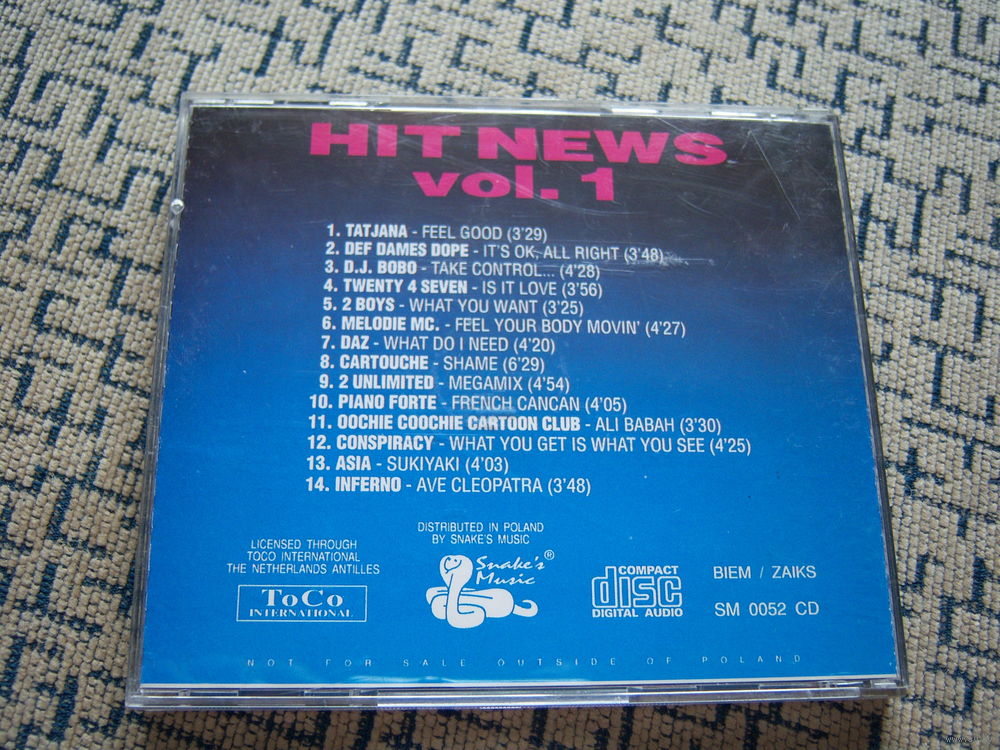 HIT NEWS
vol. 1
1. TATJANA - FEEL GOOD (3'29)
2. DEF DAMES DOPE - IT'S OK, ALL RIGHT (3'48)
3. D.J. BOBO - TAKE CONTROL... (4'28)
4. TWENTY 4 SEVEN - IS IT LOVE (3'56)
5. 2 BOYS - WHAT YOU WANT (3'25)
6. MELODIE MC. - FEEL YOUR BODY MOVIN' (4'27)
7. DAZ - WHAT DO I NEED (4'20)
8. CARTOUCHE - SHAME (6'29)
9. 2 UNLIMITED - MEGAMIX (4'54)
10. PIANO FORTE - FRENCH CANCAN (4'05)
11. OOCHIE COOCHIE CARTOON CLUB - ALI BABAH (3'30)
12. CONSPIRACY - WHAT YOU GET IS WHAT YOU SEE (4'25)
13. ASIA - SUKIYAKI (4'03)
14. INFERNO - AVE CLEOPATRA (3'48)
LICENSED THROUGH
TOCO INTERNATIONAL
THE NETHERLANDS ANTILLES
ToCo
INTERNATIONAL
DISTRIBUTED IN POLAND
BY SNAKE'S MUSIC
Snake's ®
Music
COMPACT
disc
DIGITAL AUDIO
BIEM / ZAIKS
SM 0052 CD
NOT FOR SALE OUTSIDE OF POLAND